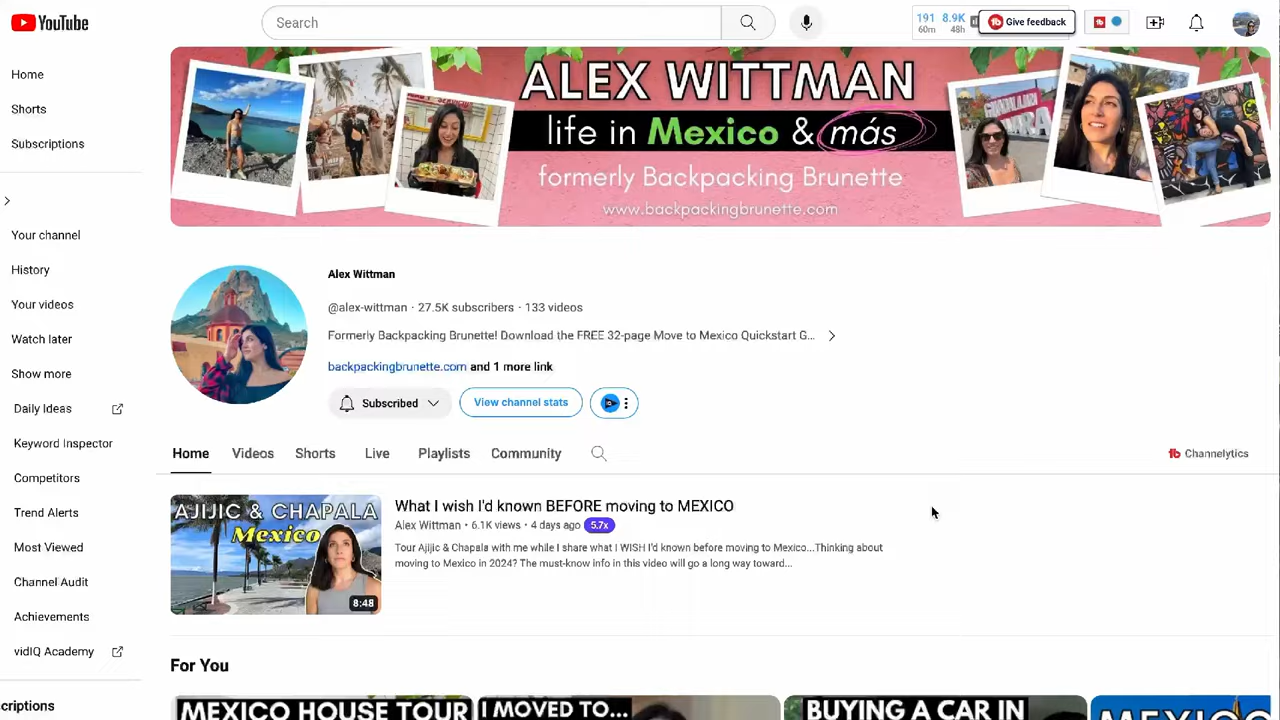 YouTube
Search
191 8.9K
60m 48h
Give feedback
Home
Shorts
Subscriptions
Your channel
History
Your videos
Watch later
Show more
Daily Ideas
Keyword Inspector
Competitors
Trend Alerts
Most Viewed
Channel Audit
Achievements
vidIQ Academy
criptions
ALEX WITTMAN
life in Mexico & más
formerly Backpacking Brunette
www.backpackingbrunette.com
Alex Wittman
@alex-wittman · 27.5K subscribers · 133 videos
Formerly Backpacking Brunette! Download the FREE 32-page Move to Mexico Quickstart G...
backpackingbrunette.com and 1 more link
Subscribed
View channel stats
Home Videos Shorts Live Playlists Community
Channelytics
AJIJIC & CHAPALA
Mexico
8:48
What I wish I'd known BEFORE moving to MEXICO
Alex Wittman • 6.1K views • 4 days ago 5.7x
Tour Ajijic & Chapala with me while I share what I WISH I'd known before moving to Mexico...Thinking about
moving to Mexico in 2024? The must-know info in this video will go a long way toward...
For You
MEXICO HOUSE TOUR
I MOVED TO...
BUYING A CAR IN
MEXICO